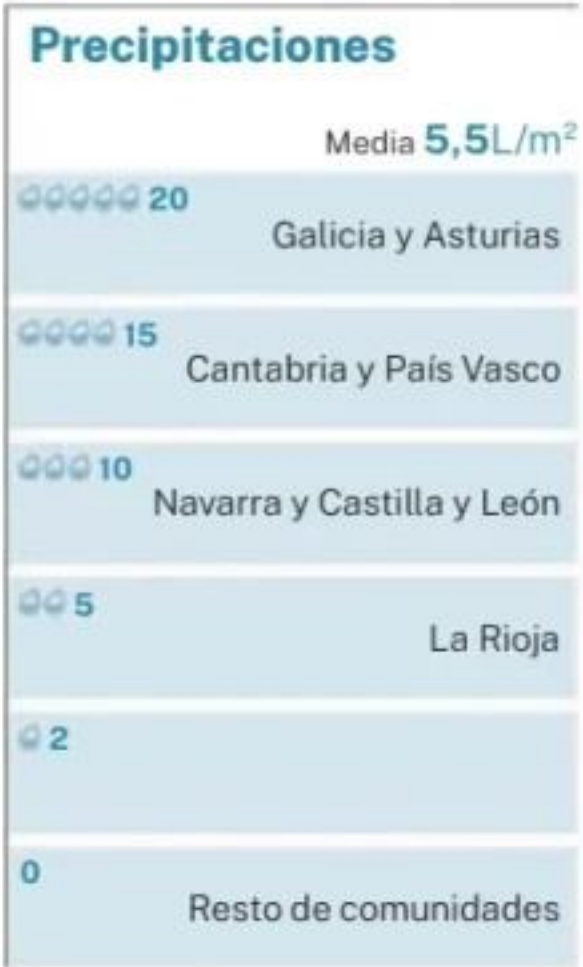 Precipitaciones
Media 5,5L/m²
20
Galicia y Asturias
15
Cantabria y País Vasco
10
Navarra y Castilla y León
5
La Rioja
2
0
Resto de comunidades